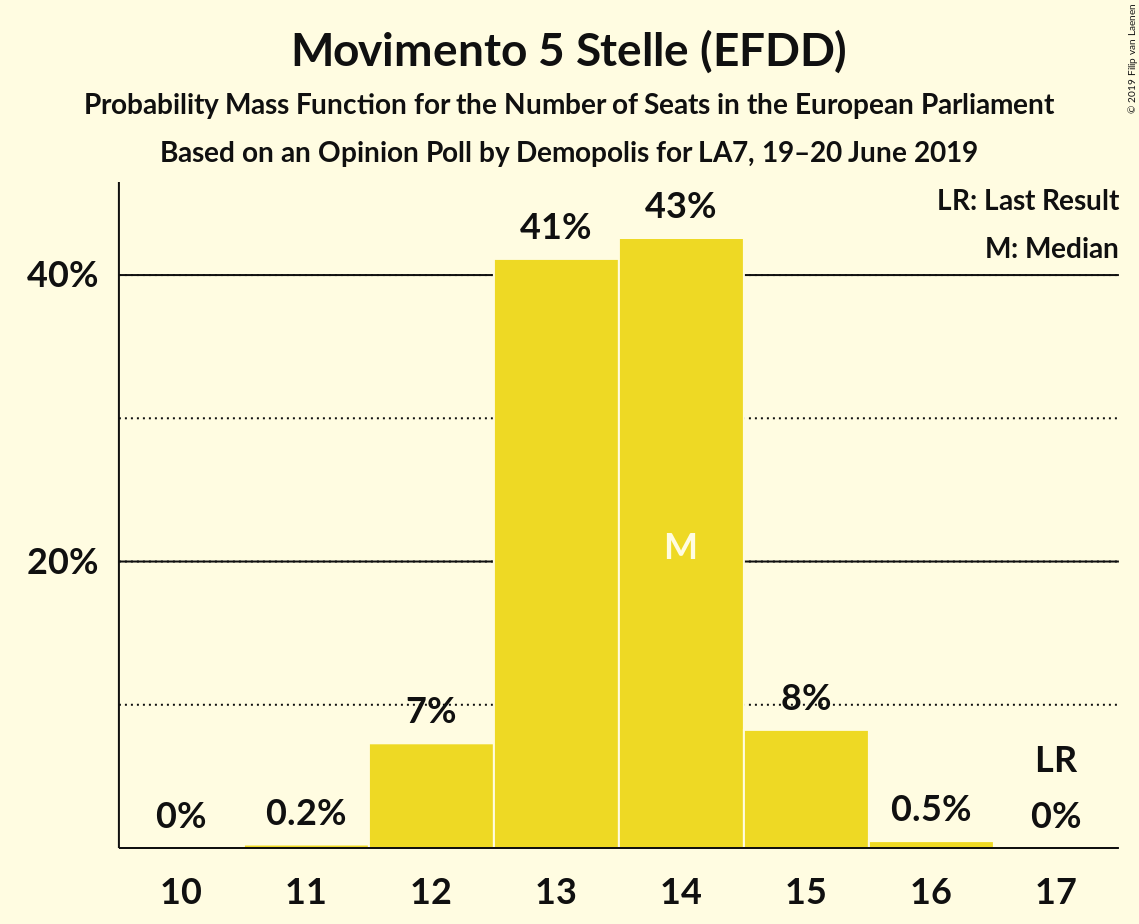 Movimento 5 Stelle (EFDD)
Probability Mass Function for the Number of Seats in the European Parliament
Based on an Opinion Poll by Demopolis for LA7, 19–20 June 2019
© 2019 Filip van Laenen
LR: Last Result
M: Median
40%
20%
0%
0.2%
7%
41%
43%
M
8%
0.5%
LR
0%
10 11 12 13 14 15 16 17